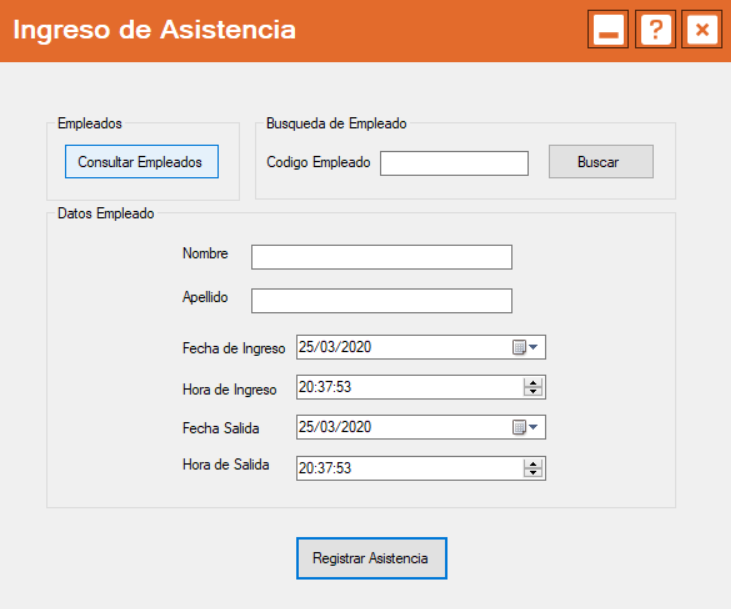 Ingreso de Asistencia
?
Empleados
Consultar Empleados
Busqueda de Empleado
Codigo Empleado
Buscar
Datos Empleado
Nombre
Apellido
Fecha de Ingreso 25/03/2020
Hora de Ingreso 20:37:53
Fecha Salida 25/03/2020
Hora de Salida 20:37:53
Registrar Asistencia